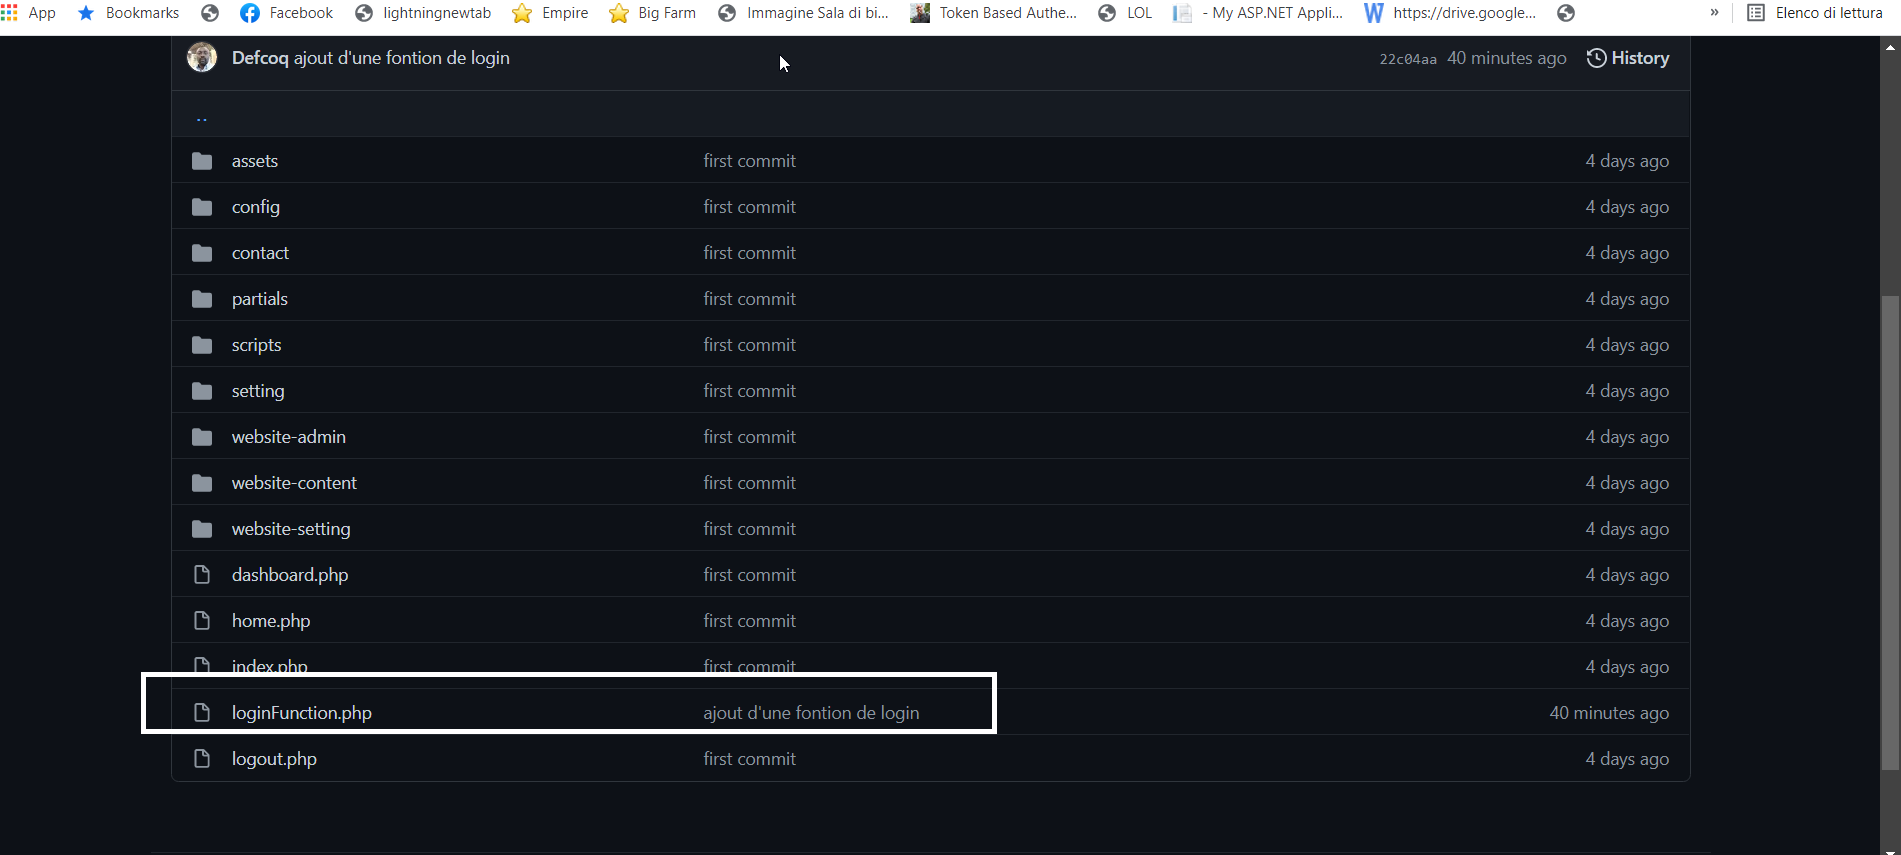 App Bookmarks Facebook lightningnewtab Empire Big Farm Immagine Sala di bi... Token Based Authe... LOL - My ASP.NET Appli... https://drive.google... » Elenco di lettura
Defcoq ajout d'une fontion de login 22c04aa 40 minutes ago History
..
assets first commit 4 days ago
config first commit 4 days ago
contact first commit 4 days ago
partials first commit 4 days ago
scripts first commit 4 days ago
setting first commit 4 days ago
website-admin first commit 4 days ago
website-content first commit 4 days ago
website-setting first commit 4 days ago
dashboard.php first commit 4 days ago
home.php first commit 4 days ago
index.php first commit 4 days ago
loginFunction.php ajout d'une fontion de login 40 minutes ago
logout.php first commit 4 days ago